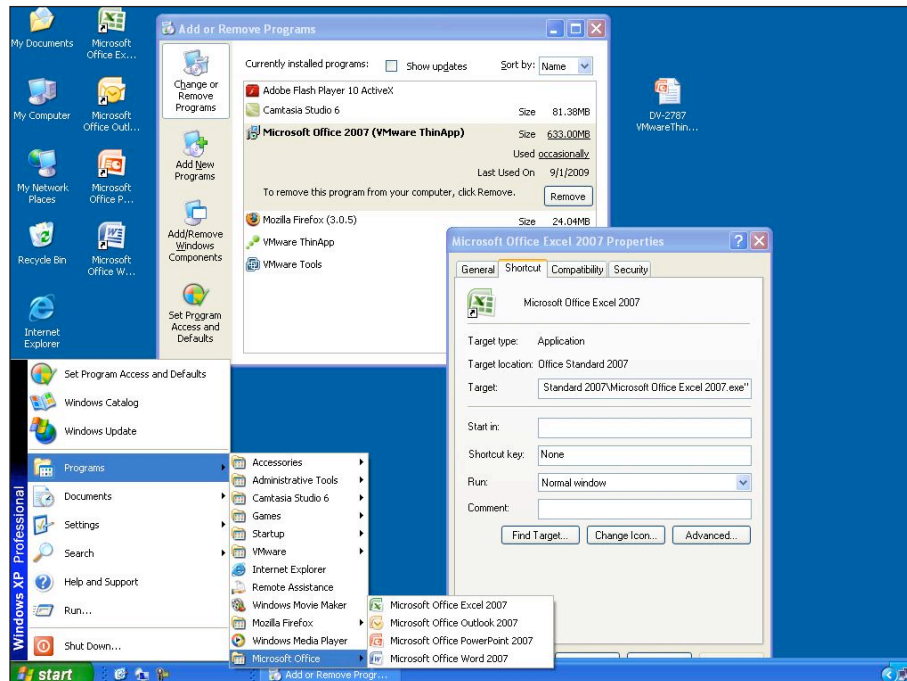 My Documents
Microsoft
Office Ex...
My Computer
Microsoft
Office Outl...
My Network
Places
Microsoft
Office P...
Recycle Bin
Microsoft
Office W...
Internet
Explorer
DV-2787
VMwareThin...
Add or Remove Programs
Change or
Remove
Programs
Add New
Programs
Add/Remove
Windows
Components
Set Program
Access and
Defaults
Currently installed programs: Show updates Sort by: Name
Adobe Flash Player 10 ActiveX
Camtasia Studio 6 Size 81.38MB
Microsoft Office 2007 (VMware ThinApp) Size 633.00MB
Used occasionally
Last Used On 9/1/2009
To remove this program from your computer, click Remove. Remove
Mozilla Firefox (3.0.5) Size 24.04MB
VMware ThinApp
VMware Tools
Microsoft Office Excel 2007 Properties
General Shortcut Compatibility Security
Microsoft Office Excel 2007
Target type: Application
Target location: Office Standard 2007
Target: Standard 2007\Microsoft Office Excel 2007.exe"
Start in:
Shortcut key: None
Run: Normal window
Comment:
Find Target... Change Icon... Advanced...
Windows XP Professional
Set Program Access and Defaults
Windows Catalog
Windows Update
Programs
Documents
Settings
Search
Help and Support
Run...
Shut Down...
Accessories
Administrative Tools
Camtasia Studio 6
Games
Startup
VMware
Internet Explorer
Remote Assistance
Windows Movie Maker
Mozilla Firefox
Windows Media Player
Microsoft Office
Microsoft Office Excel 2007
Microsoft Office Outlook 2007
Microsoft Office PowerPoint 2007
Microsoft Office Word 2007
start
Add or Remove Progr...